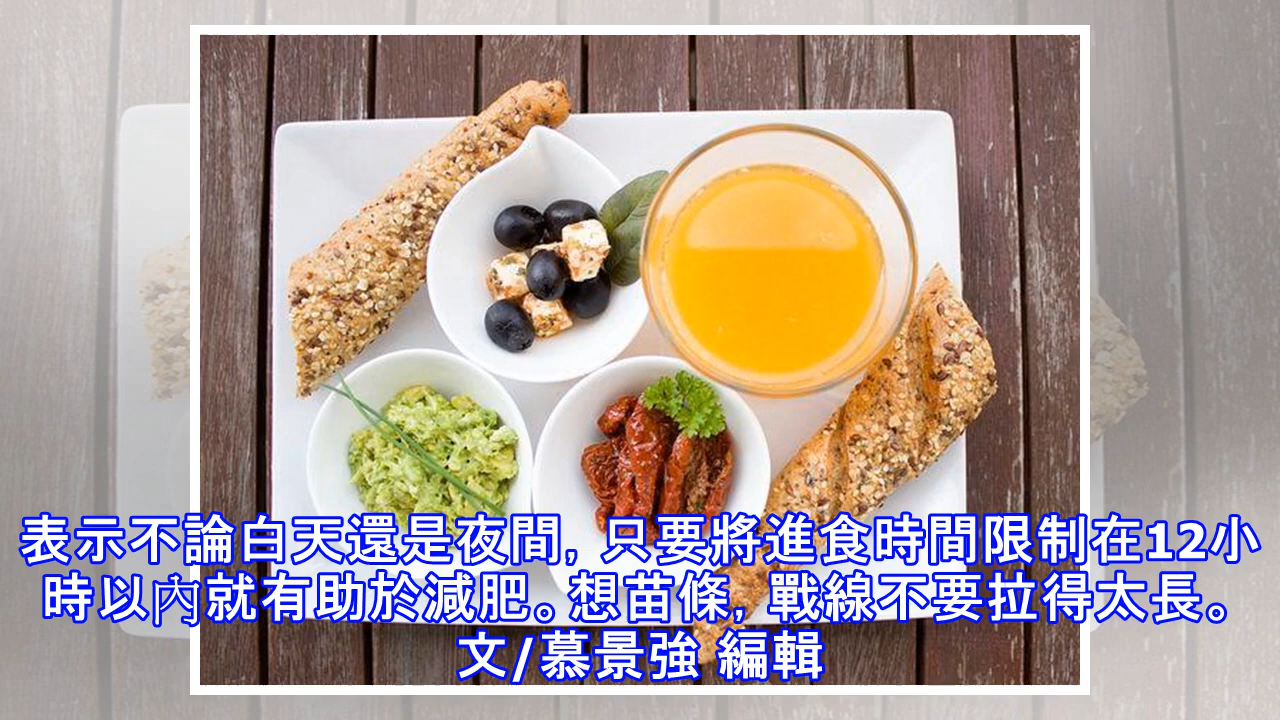 表示不論白天還是夜間, 只要將進食時間限制在12小
時以內就有助於減肥。想苗條, 戰線不要拉得太長。
文/慕景強 編輯